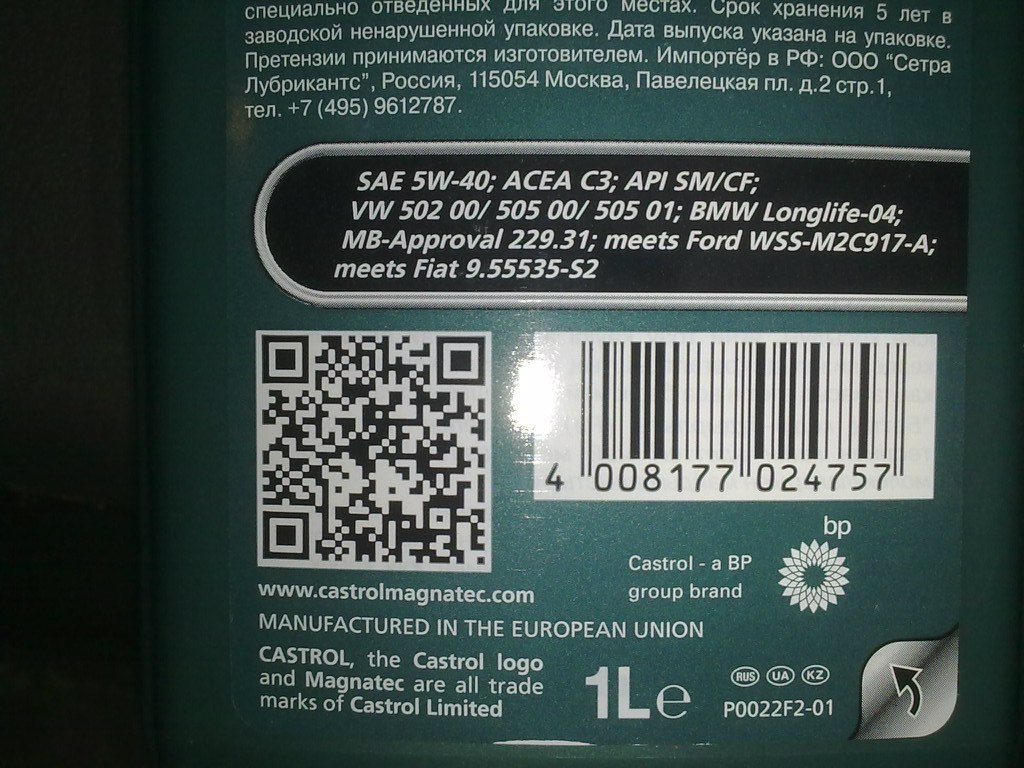 специально отведенных для этого местах. Срок хранения 5 лет в
заводской ненарушенной упаковке. Дата выпуска указана на упаковке.
Претензии принимаются изготовителем. Импортёр в РФ: ООО “Сетра
Лубрикантс”, Россия, 115054 Москва, Павелецкая пл. д.2 стр.1,
тел. +7 (495) 9612787.
SAE 5W-40; ACEA C3; API SM/CF;
VW 502 00/ 505 00/ 505 01; BMW Longlife-04;
MB-Approval 229.31; meets Ford WSS-M2C917-A;
meets Fiat 9.55535-S2
4 008177 024757
bp
Castrol - a BP
group brand
www.castrolmagnatec.com
MANUFACTURED IN THE EUROPEAN UNION
CASTROL, the Castrol logo
and Magnatec are all trade
marks of Castrol Limited
1L e
RUS UA KZ
P0022F2-01